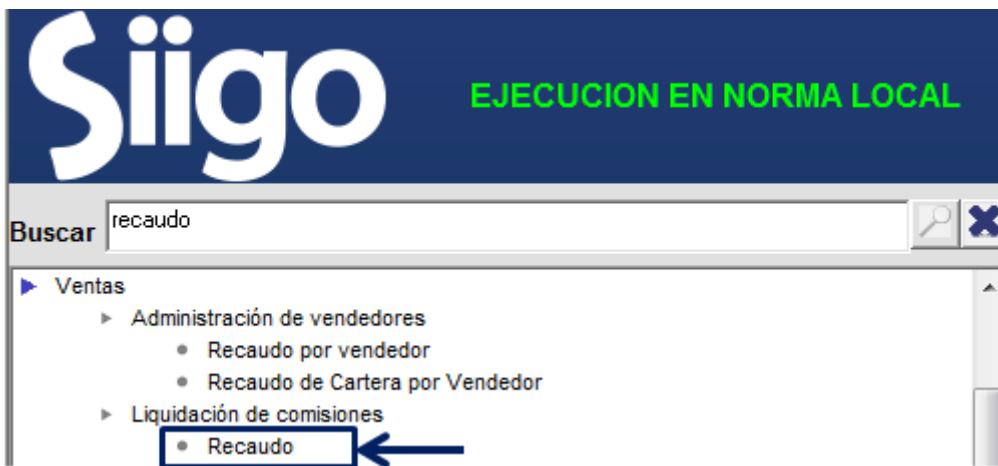 Siigo
EJECUCION EN NORMA LOCAL
Buscar recaudo
Ventas
Administración de vendedores
Recaudo por vendedor
Recaudo de Cartera por Vendedor
Liquidación de comisiones
Recaudo